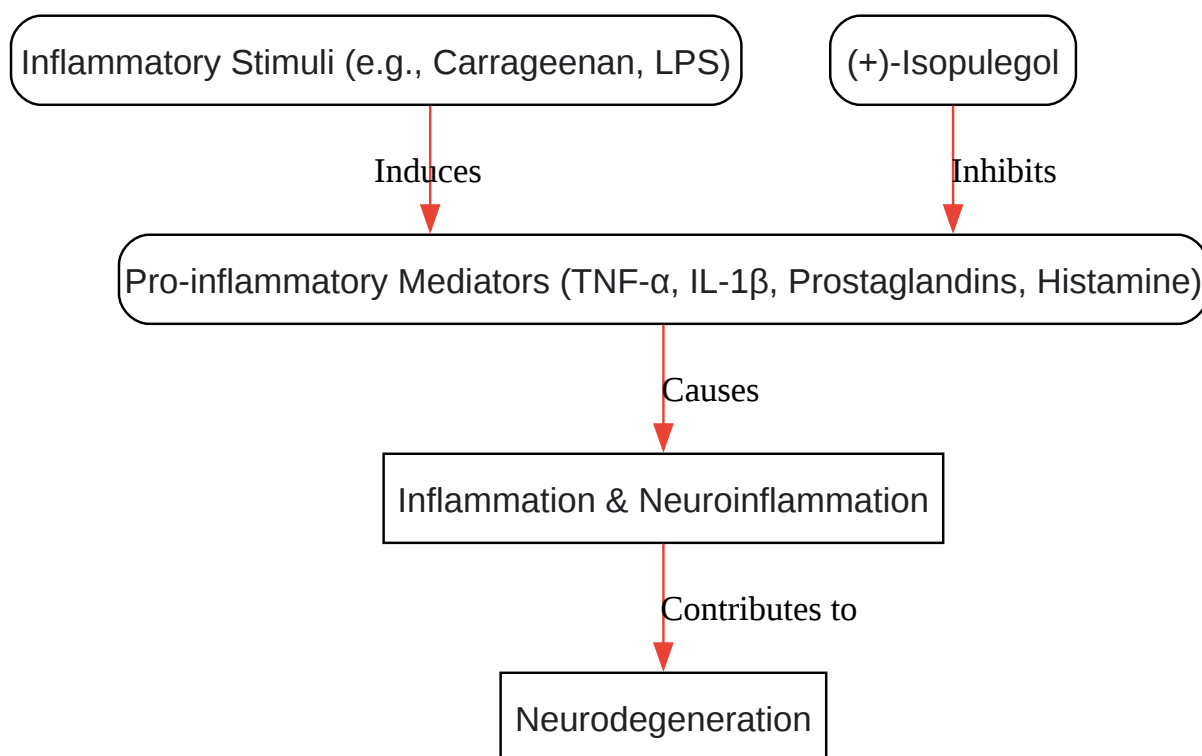 Inflammatory Stimuli (e.g., Carrageenan, LPS)
(+)-Isopulegol
Induces
Inhibits
Pro-inflammatory Mediators (TNF-α, IL-1β, Prostaglandins, Histamine)
Causes
Inflammation & Neuroinflammation
Contributes to
Neurodegeneration